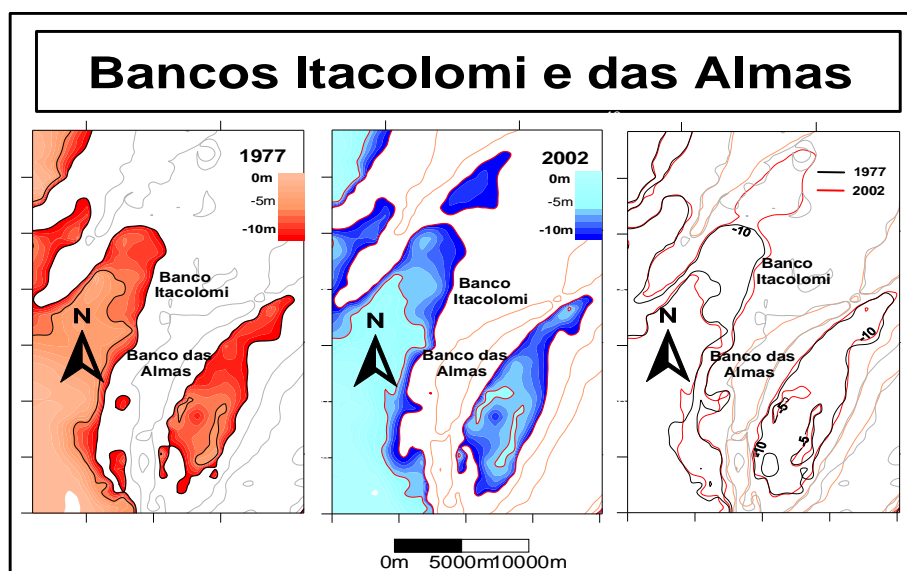 Bancos Itacolomi e das Almas
1977
0m
-5m
-10m
Banco
Itacolomi
N
Banco das
Almas
2002
0m
-5m
-10m
Banco
Itacolomi
N
Banco das
Almas
1977
2002
-10
Banco
Itacolomi
N
Banco das
Almas
-10
-5
-5
-10
0m 5000m 10000m